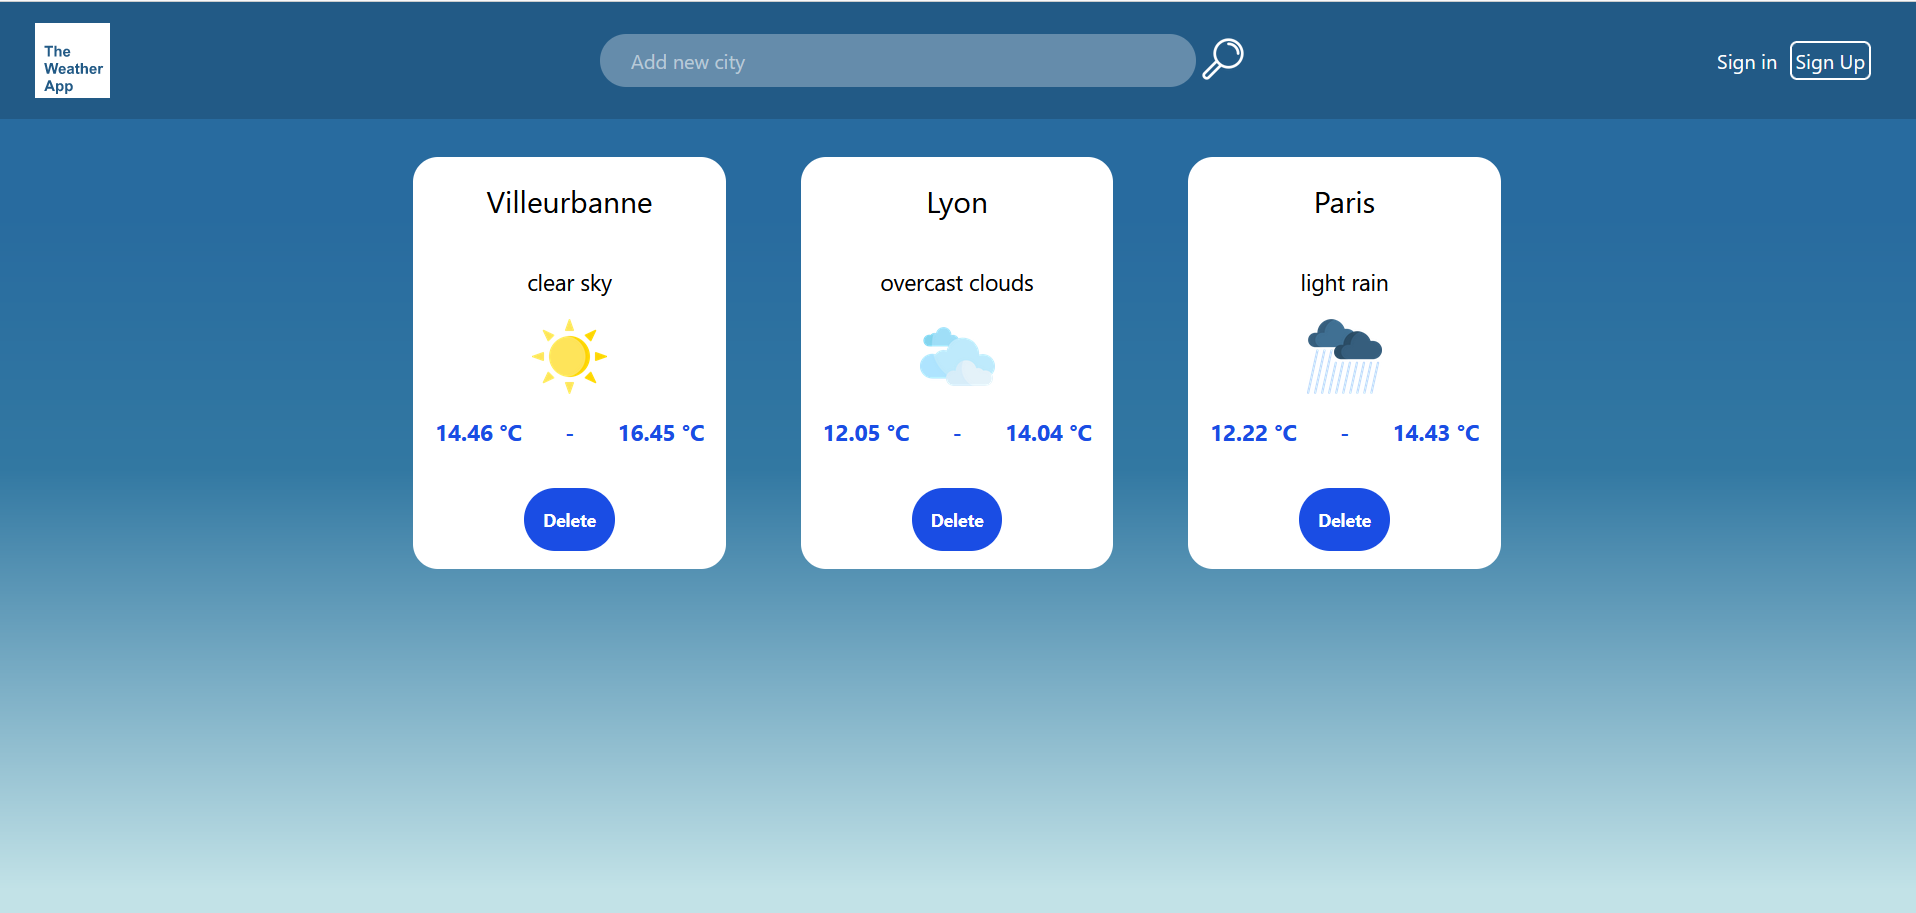 The
Weather
App
Add new city
Sign in
Sign Up
Villeurbanne
clear sky
14.46 °C - 16.45 °C
Delete
Lyon
overcast clouds
12.05 °C - 14.04 °C
Delete
Paris
light rain
12.22 °C - 14.43 °C
Delete